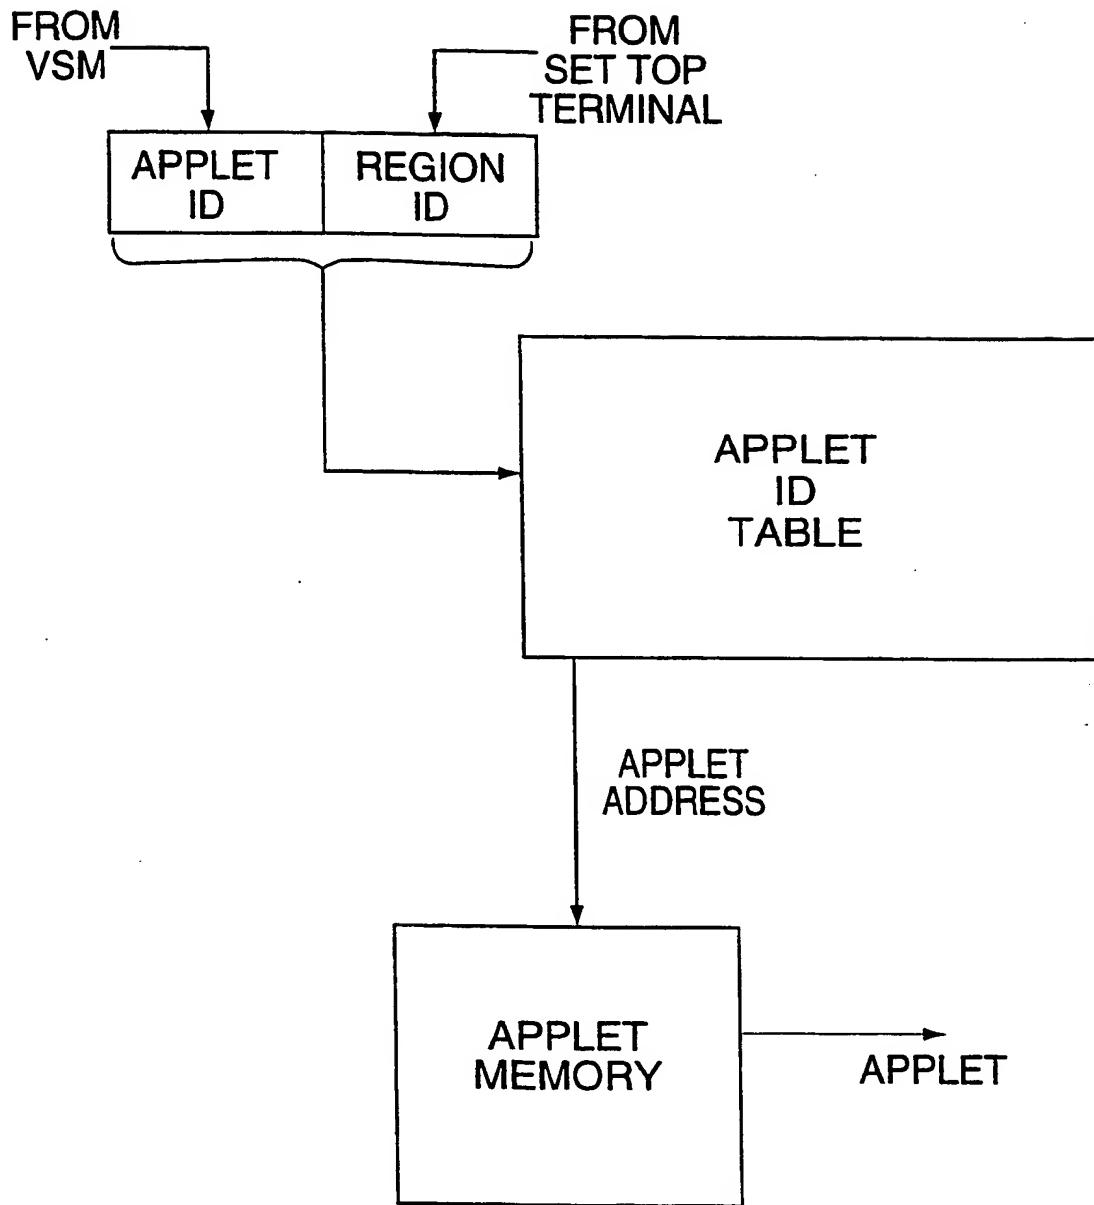 FROM
VSM
FROM
SET TOP
TERMINAL
APPLET
ID
REGION
ID
APPLET
ID
TABLE
APPLET
ADDRESS
APPLET
MEMORY
APPLET